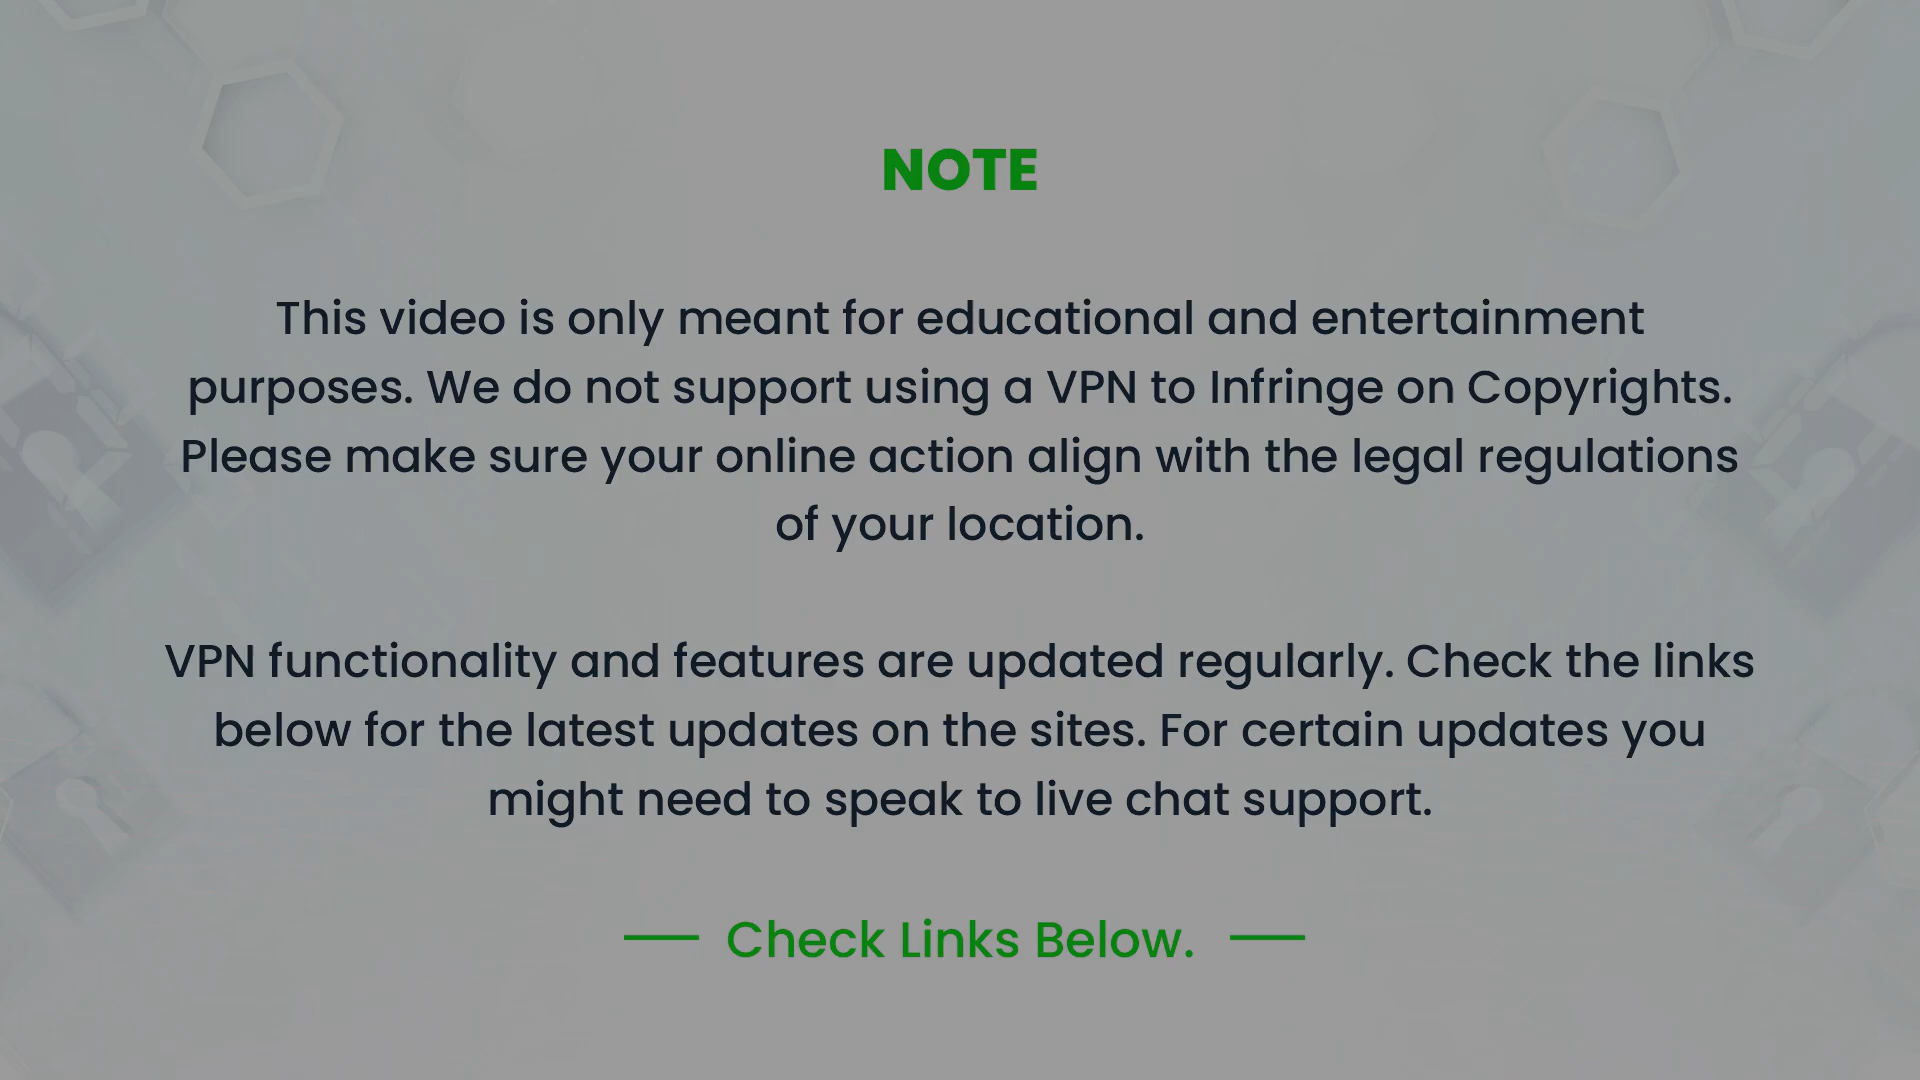 NOTE
This video is only meant for educational and entertainment
purposes. We do not support using a VPN to Infringe on Copyrights.
Please make sure your online action align with the legal regulations
of your location.
VPN functionality and features are updated regularly. Check the links
below for the latest updates on the sites. For certain updates you
might need to speak to live chat support.
Check Links Below.